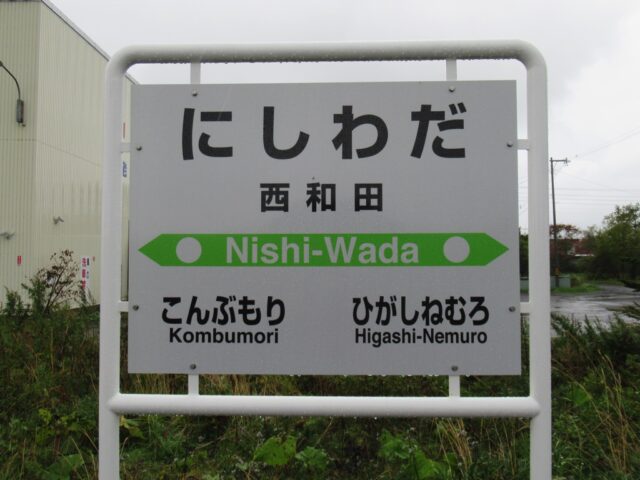 にしわだ
西和田
Nishi-Wada
こんぶもり ひがしねむろ
Kombumori Higashi-Nemuro